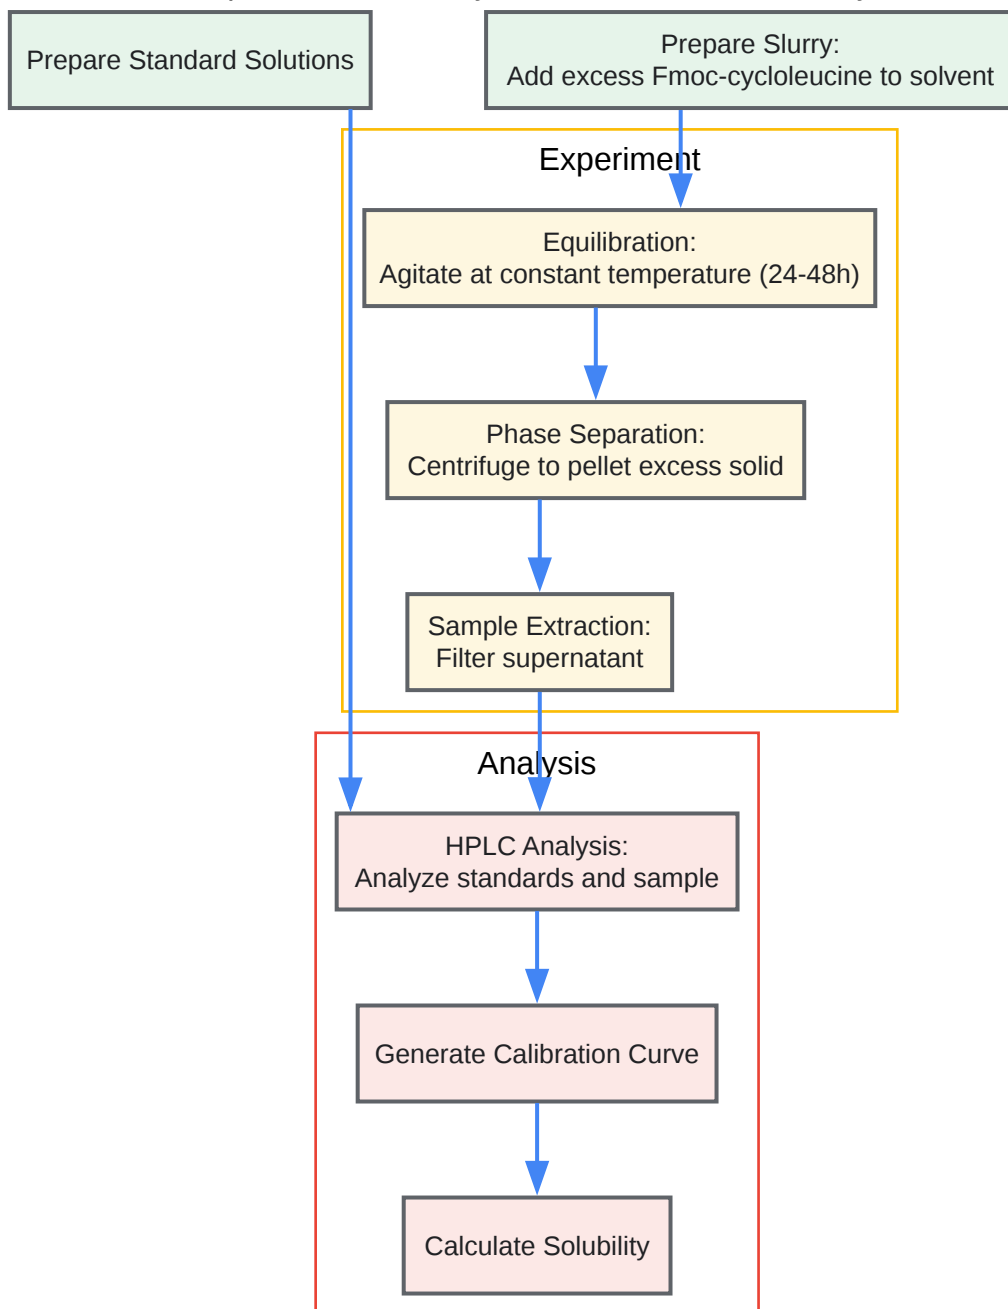 Prepare Standard Solutions
Prepare Slurry:
Add excess Fmoc-cycloleucine to solvent
Experiment
Equilibration:
Agitate at constant temperature (24-48h)
Phase Separation:
Centrifuge to pellet excess solid
Sample Extraction:
Filter supernatant
Analysis
HPLC Analysis:
Analyze standards and sample
Generate Calibration Curve
Calculate Solubility